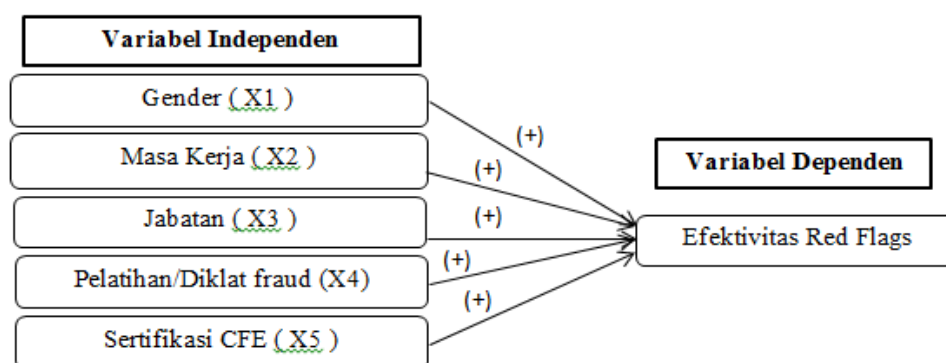 Variabel Independen
Gender ( X1 )
Masa Kerja ( X2 )
Jabatan ( X3 )
Pelatihan/Diklat fraud (X4)
Sertifikasi CFE ( X5 )
(+)
(+)
(+)
(+)
(+)
Variabel Dependen
Efektivitas Red Flags